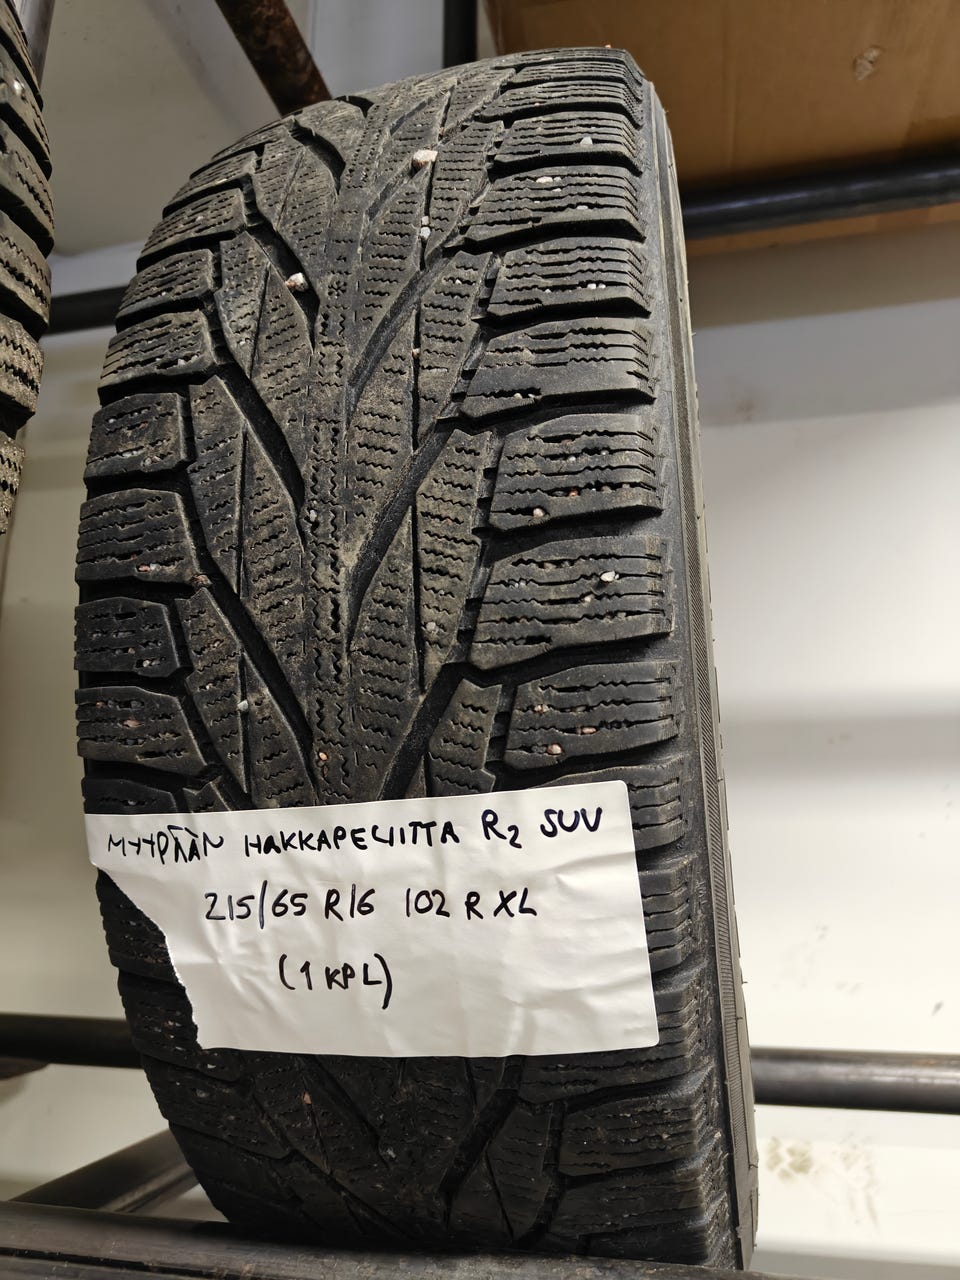 MYYDÄÄN HAKKAPELIITTA R2 SUV
215/65 R16 102 R XL
(1 KPL)